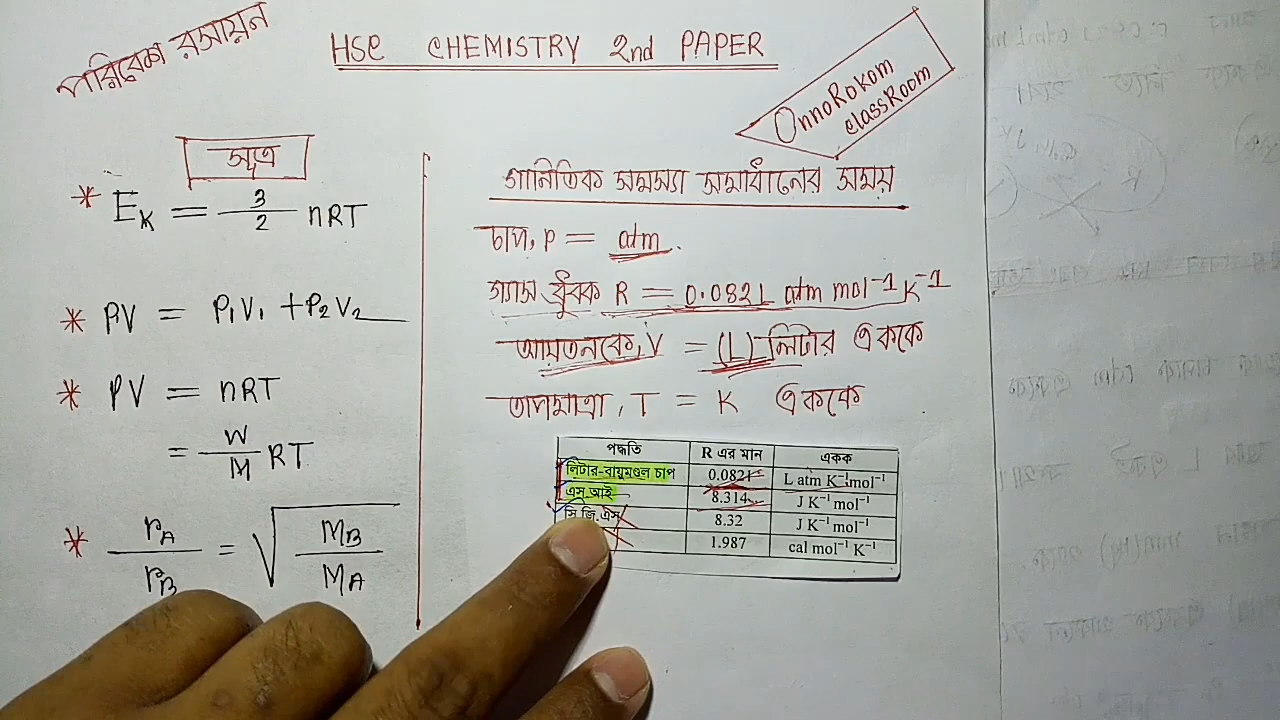 পরিবেশ রসায়ন
HSC CHEMISTRY 2nd PAPER
OnnoRokom
classRoom
সূত্র
* EK = 3/2 nRT
* PV = P₁V₁ + P₂V₂
* PV = nRT
= W/M RT
* rA/rB = √MB/MA
গানিতিক সমস্যা সমাধানের সময়
চাপ, P = atm.
গ্যাস ধ্রুবক R = 0.082L atm mol⁻¹ K⁻¹
আয়তনকে, V = (L) লিটার একক
তাপমাত্রা, T = K এককে
পদ্ধতি R এর মান একক
লিটার-বায়ুমণ্ডল চাপ 0.0821 L atm K⁻¹mol⁻¹
এস.আই 8.314 J K⁻¹ mol⁻¹
সি.জি.এস 8.32 J K⁻¹ mol⁻¹
1.987 cal mol⁻¹ K⁻¹